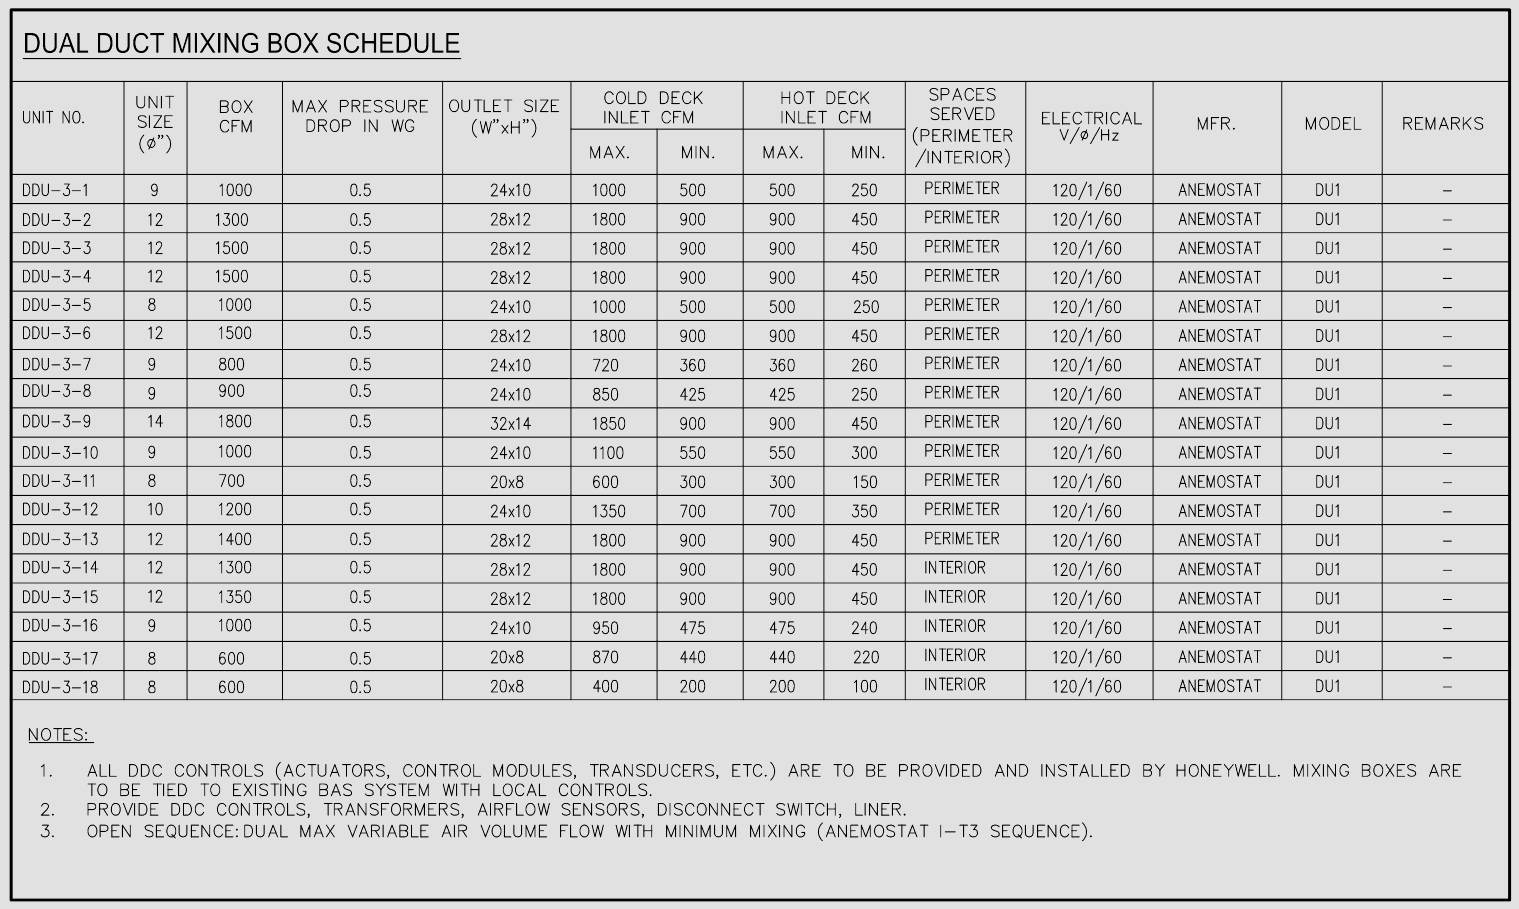 DUAL DUCT MIXING BOX SCHEDULE
UNIT NO. UNIT SIZE (ø") BOX CFM MAX PRESSURE DROP IN WG OUTLET SIZE (W"xH") COLD DECK INLET CFM MAX. MIN. HOT DECK INLET CFM MAX. MIN. SPACES SERVED (PERIMETER /INTERIOR) ELECTRICAL V/ø/Hz MFR. MODEL REMARKS
DDU-3-1 9 1000 0.5 24x10 1000 500 500 250 PERIMETER 120/1/60 ANEMOSTAT DU1 -
DDU-3-2 12 1300 0.5 28x12 1800 900 900 450 PERIMETER 120/1/60 ANEMOSTAT DU1 -
DDU-3-3 12 1500 0.5 28x12 1800 900 900 450 PERIMETER 120/1/60 ANEMOSTAT DU1 -
DDU-3-4 12 1500 0.5 28x12 1800 900 900 450 PERIMETER 120/1/60 ANEMOSTAT DU1 -
DDU-3-5 8 1000 0.5 24x10 1000 500 500 250 PERIMETER 120/1/60 ANEMOSTAT DU1 -
DDU-3-6 12 1500 0.5 28x12 1800 900 900 450 PERIMETER 120/1/60 ANEMOSTAT DU1 -
DDU-3-7 9 800 0.5 24x10 720 360 360 260 PERIMETER 120/1/60 ANEMOSTAT DU1 -
DDU-3-8 9 900 0.5 24x10 850 425 425 250 PERIMETER 120/1/60 ANEMOSTAT DU1 -
DDU-3-9 14 1800 0.5 32x14 1850 900 900 450 PERIMETER 120/1/60 ANEMOSTAT DU1 -
DDU-3-10 9 1000 0.5 24x10 1100 550 550 300 PERIMETER 120/1/60 ANEMOSTAT DU1 -
DDU-3-11 8 700 0.5 20x8 600 300 300 150 PERIMETER 120/1/60 ANEMOSTAT DU1 -
DDU-3-12 10 1200 0.5 24x10 1350 700 700 350 PERIMETER 120/1/60 ANEMOSTAT DU1 -
DDU-3-13 12 1400 0.5 28x12 1800 900 900 450 PERIMETER 120/1/60 ANEMOSTAT DU1 -
DDU-3-14 12 1300 0.5 28x12 1800 900 900 450 INTERIOR 120/1/60 ANEMOSTAT DU1 -
DDU-3-15 12 1350 0.5 28x12 1800 900 900 450 INTERIOR 120/1/60 ANEMOSTAT DU1 -
DDU-3-16 9 1000 0.5 24x10 950 475 475 240 INTERIOR 120/1/60 ANEMOSTAT DU1 -
DDU-3-17 8 600 0.5 20x8 870 440 440 220 INTERIOR 120/1/60 ANEMOSTAT DU1 -
DDU-3-18 8 600 0.5 20x8 400 200 200 100 INTERIOR 120/1/60 ANEMOSTAT DU1 -
NOTES:
1. ALL DDC CONTROLS (ACTUATORS, CONTROL MODULES, TRANSDUCERS, ETC.) ARE TO BE PROVIDED AND INSTALLED BY HONEYWELL. MIXING BOXES ARE
TO BE TIED TO EXISTING BAS SYSTEM WITH LOCAL CONTROLS.
2. PROVIDE DDC CONTROLS, TRANSFORMERS, AIRFLOW SENSORS, DISCONNECT SWITCH, LINER.
3. OPEN SEQUENCE: DUAL MAX VARIABLE AIR VOLUME FLOW WITH MINIMUM MIXING (ANEMOSTAT I-T3 SEQUENCE).